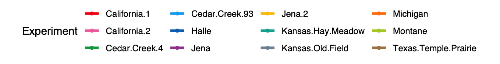 California.1 Cedar.Creek.93 Jena.2 Michigan
Experiment California.2 Halle Kansas.Hay.Meadow Montane
Cedar.Creek.4 Jena Kansas.Old.Field Texas.Temple.Prairie